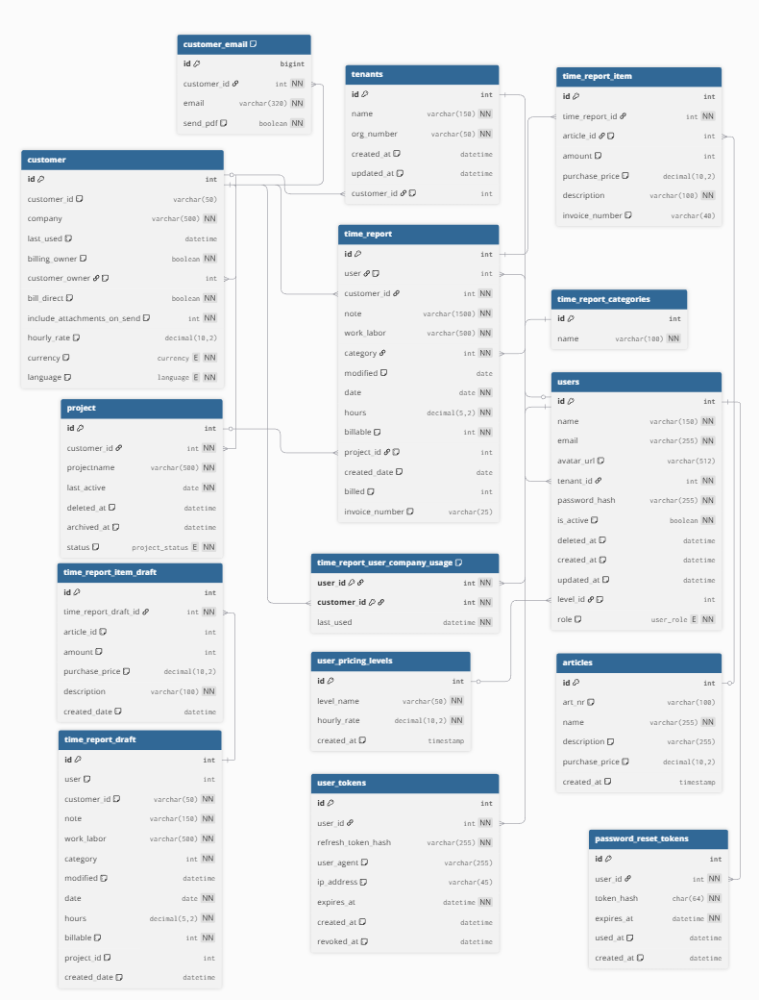 customer_email
id bigint
customer_id int NN
email varchar(320) NN
send_pdf boolean NN
tenants
id int
name varchar(150) NN
org_number varchar(50) NN
created_at datetime
updated_at datetime
customer_id int
time_report_item
id int
time_report_id int NN
article_id int
amount int
purchase_price decimal(10,2)
description varchar(100) NN
invoice_number varchar(40)
customer
id int
customer_id varchar(50)
company varchar(500) NN
last_used datetime
billing_owner boolean NN
customer_owner int
bill_direct boolean NN
include_attachments_on_send int NN
hourly_rate decimal(10,2)
currency currency E NN
language language E NN
time_report
id int
user int
customer_id int NN
note varchar(1500) NN
work_labor varchar(500) NN
category int NN
modified date
date date NN
hours decimal(5,2) NN
billable int NN
project_id int
created_date date
billed int
invoice_number varchar(25)
time_report_categories
id int
name varchar(100) NN
users
id int
name varchar(150) NN
email varchar(255) NN
avatar_url varchar(512)
tenant_id int NN
password_hash varchar(255) NN
is_active boolean NN
deleted_at datetime
created_at datetime
updated_at datetime
level_id int
role user_role E NN
project
id int
customer_id int NN
projectname varchar(500) NN
last_active date NN
deleted_at datetime
archived_at datetime
status project_status E NN
time_report_item_draft
id int
time_report_draft_id int NN
article_id int
amount int
purchase_price decimal(10,2)
description varchar(100) NN
created_date datetime
time_report_user_company_usage
user_id int NN
customer_id int NN
last_used datetime NN
user_pricing_levels
id int
level_name varchar(50) NN
hourly_rate decimal(10,2) NN
created_at timestamp
articles
id int
art_nr varchar(100)
name varchar(255) NN
description varchar(255)
purchase_price decimal(10,2)
created_at timestamp
time_report_draft
id int
user int
customer_id varchar(50) NN
note varchar(150) NN
work_labor varchar(500) NN
category int NN
modified datetime
date date NN
hours decimal(5,2) NN
billable int NN
project_id int
created_date datetime
user_tokens
id int
user_id int NN
refresh_token_hash varchar(255) NN
user_agent varchar(255)
ip_address varchar(45)
expires_at datetime NN
created_at datetime
revoked_at datetime
password_reset_tokens
id int
user_id int NN
token_hash char(64) NN
expires_at datetime NN
used_at datetime
created_at datetime